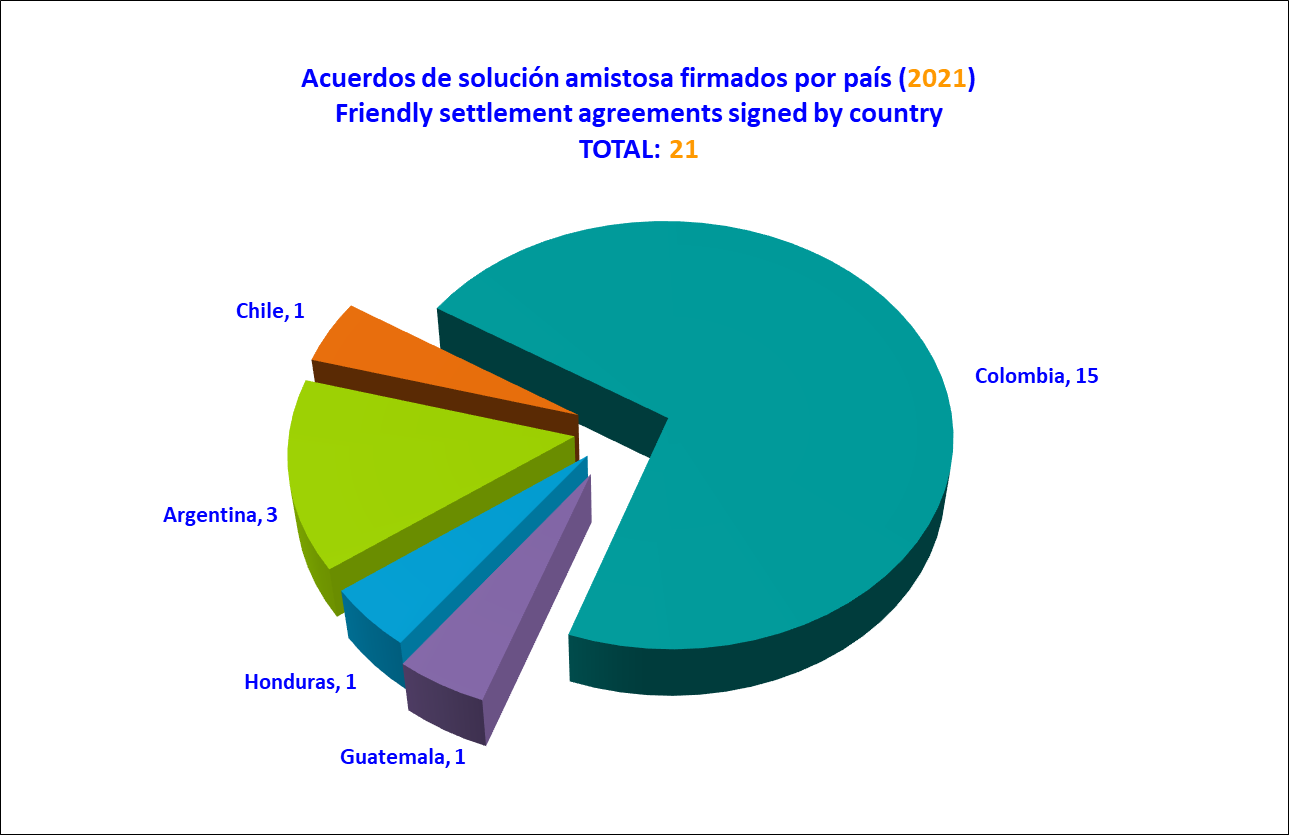 Acuerdos de solución amistosa firmados por país (2021)
Friendly settlement agreements signed by country
TOTAL: 21
Chile, 1
Colombia, 15
Argentina, 3
Honduras, 1
Guatemala, 1